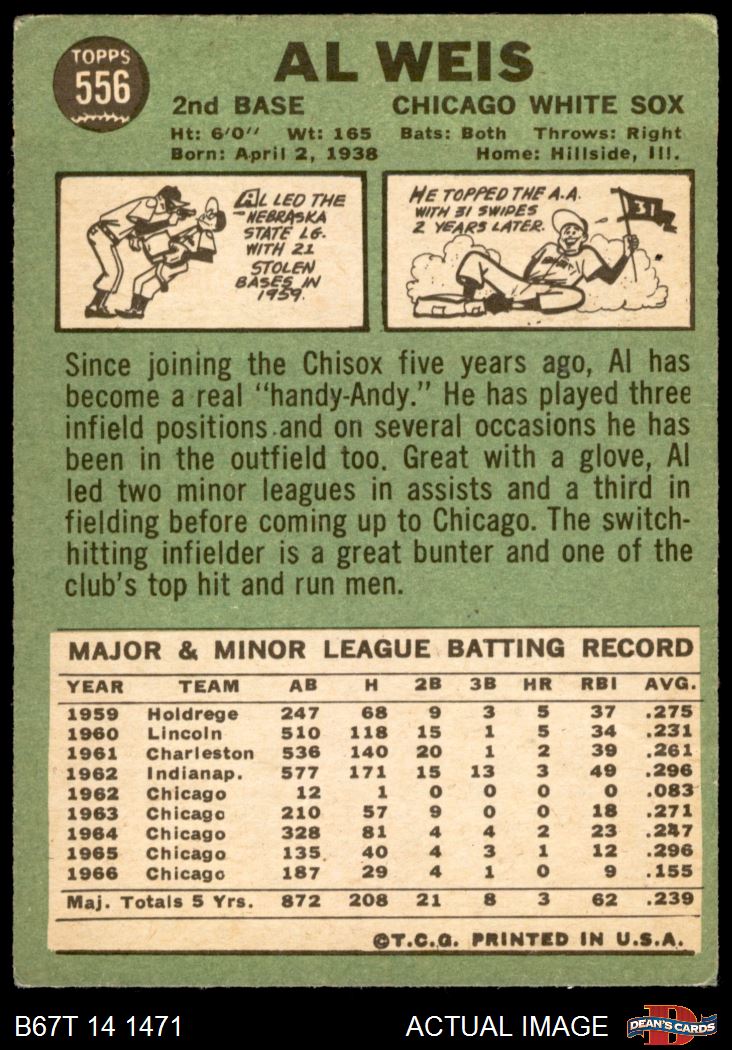 TOPPS
556
AL WEIS
2nd BASE CHICAGO WHITE SOX
Ht: 6'0" Wt: 165 Bats: Both Throws: Right
Born: April 2, 1938 Home: Hillside, Ill.
AL LED THE
NEBRASKA
STATE LG.
WITH 21
STOLEN
BASES IN
1959.
HE TOPPED THE A.A.
WITH 31 SWIPES
2 YEARS LATER.
31
Since joining the Chisox five years ago, Al has
become a real "handy-Andy." He has played three
infield positions and on several occasions he has
been in the outfield too. Great with a glove, Al
led two minor leagues in assists and a third in
fielding before coming up to Chicago. The switch-
hitting infielder is a great bunter and one of the
club's top hit and run men.
MAJOR & MINOR LEAGUE BATTING RECORD
YEAR TEAM AB H 2B 3B HR RBI AVG.
1959 Holdrege 247 68 9 3 5 37 .275
1960 Lincoln 510 118 15 1 5 34 .231
1961 Charleston 536 140 20 1 2 39 .261
1962 Indianap. 577 171 15 13 3 49 .296
1962 Chicago 12 1 0 0 0 0 .083
1963 Chicago 210 57 9 0 0 18 .271
1964 Chicago 328 81 4 4 2 23 .247
1965 Chicago 135 40 4 3 1 12 .296
1966 Chicago 187 29 4 1 0 9 .155
Maj. Totals 5 Yrs. 872 208 21 8 3 62 .239
©T.C.G. PRINTED IN U.S.A.
B67T 14 1471 ACTUAL IMAGE DEAN'S CARDS